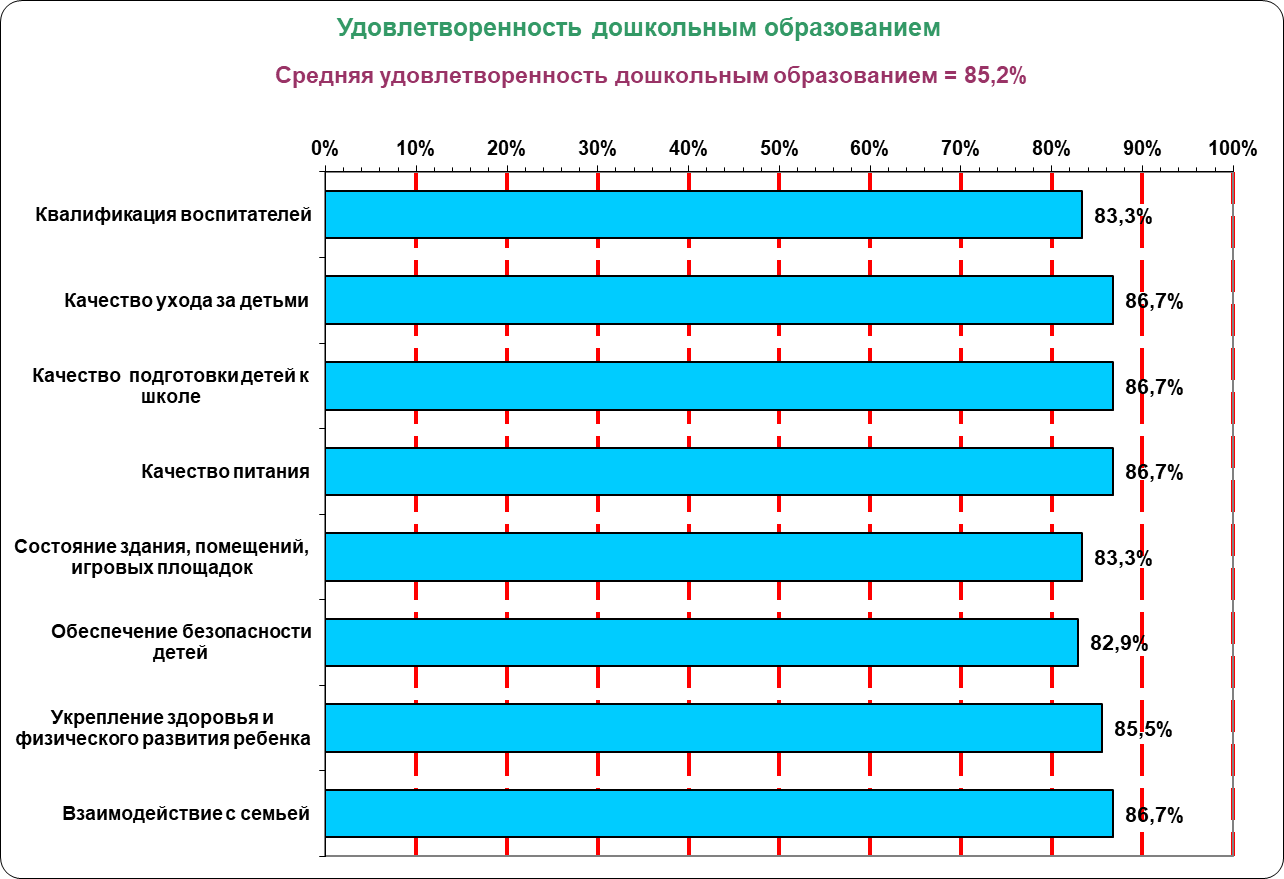 Удовлетворенность дошкольным образованием
Средняя удовлетворенность дошкольным образованием = 85,2%
0% 10% 20% 30% 40% 50% 60% 70% 80% 90% 100%
Квалификация воспитателей 83,3%
Качество ухода за детьми 86,7%
Качество подготовки детей к
школе
86,7%
Качество питания 86,7%
Состояние здания, помещений,
игровых площадок
83,3%
Обеспечение безопасности
детей
82,9%
Укрепление здоровья и
физического развития ребенка
85,5%
Взаимодействие с семьей 86,7%